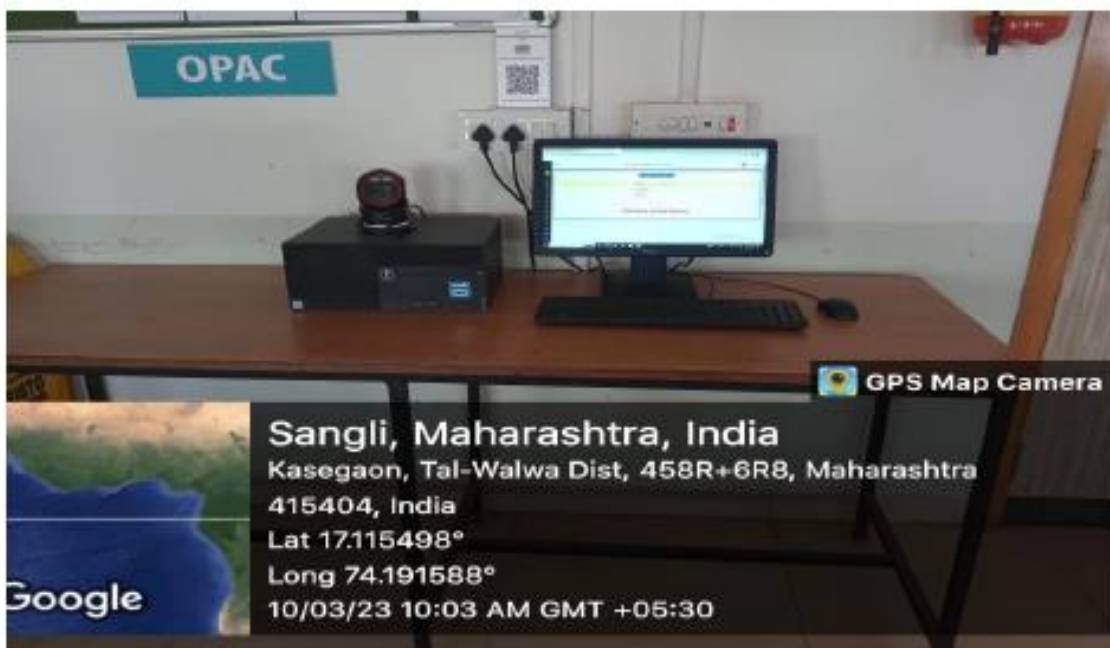 OPAC
GPS Map Camera
Sangli, Maharashtra, India
Kasegaon, Tal-Walwa Dist, 458R+6R8, Maharashtra
415404, India
Lat 17.115498°
Long 74.191588°
10/03/23 10:03 AM GMT +05:30
Google